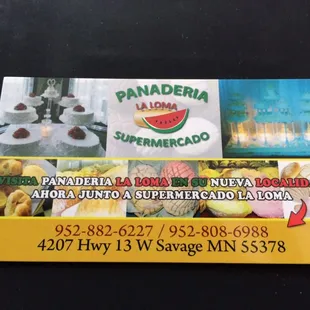 PANADERIA
LA LOMA
SUPERMERCADO
VISITA PANADERIA LA LOMA EN SU NUEVA LOCALID
AHORA JUNTO A SUPERMERCADO LA LOMA
952-882-6227 / 952-808-6988
4207 Hwy 13 W Savage MN 55378